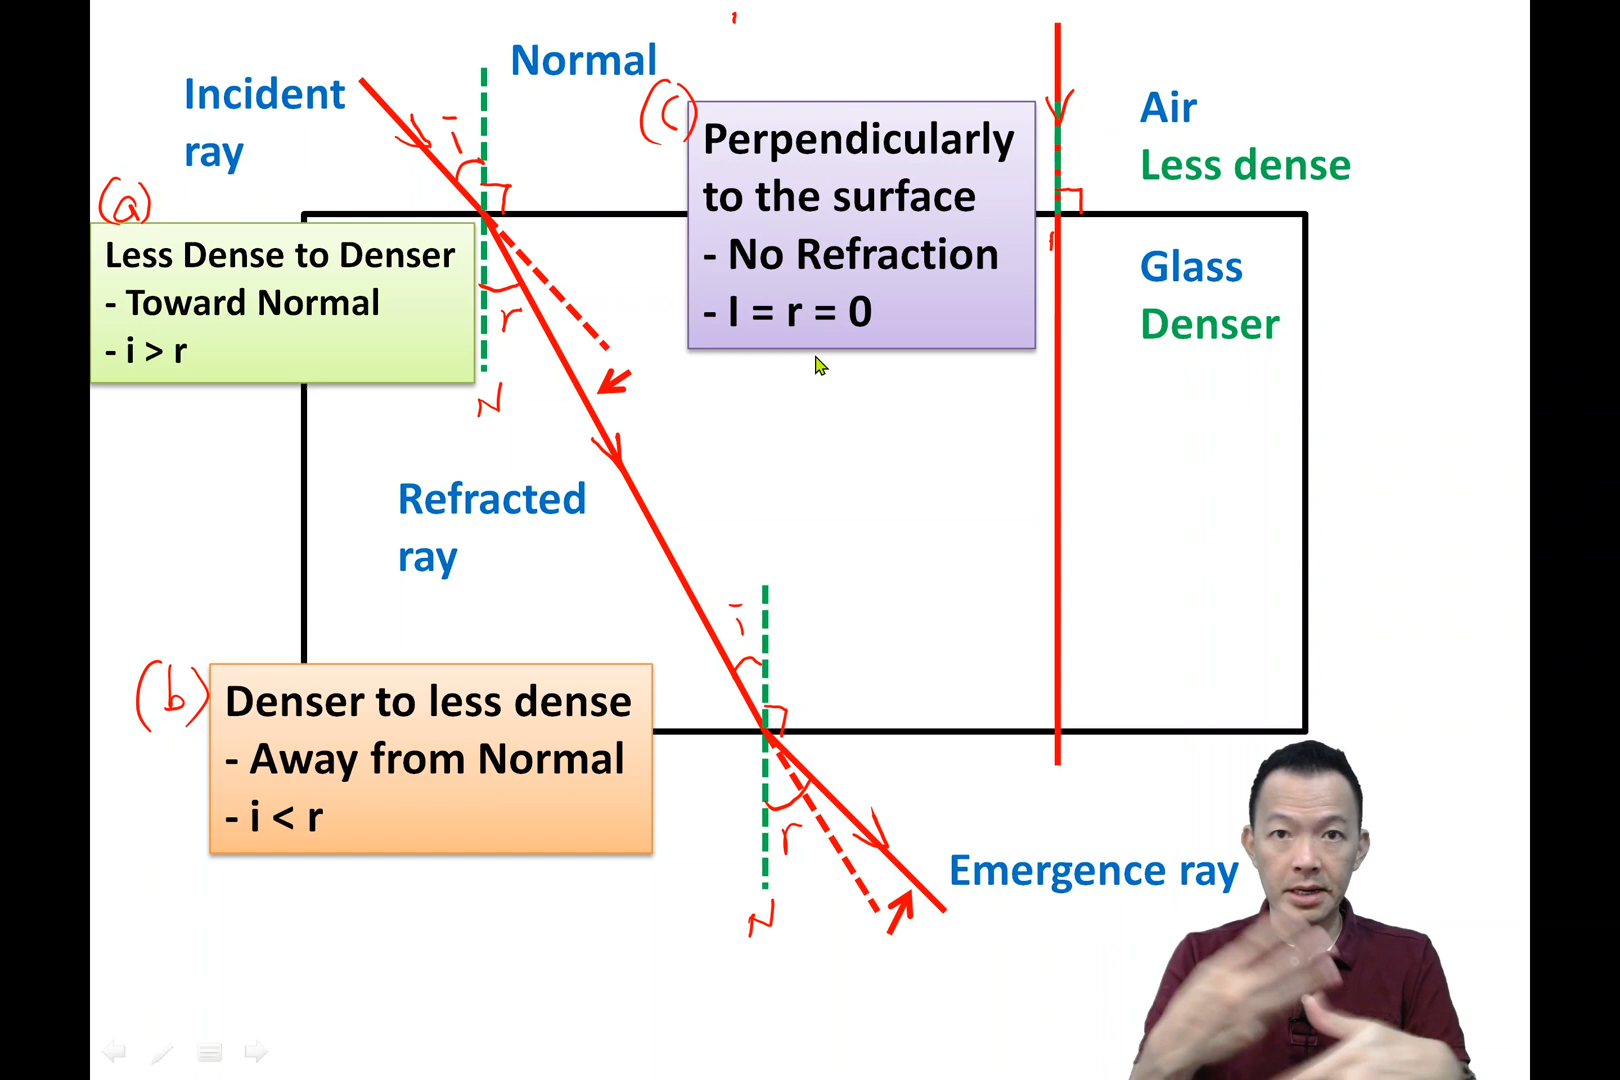 Normal
Incident
ray
i
(a)
Less Dense to Denser
- Toward Normal
- i > r
r
N
(c)
Perpendicularly
to the surface
- No Refraction
- I = r = 0
Air
Less dense
Glass
Denser
Refracted
ray
i
(b)
Denser to less dense
- Away from Normal
- i < r
r
N
Emergence ray